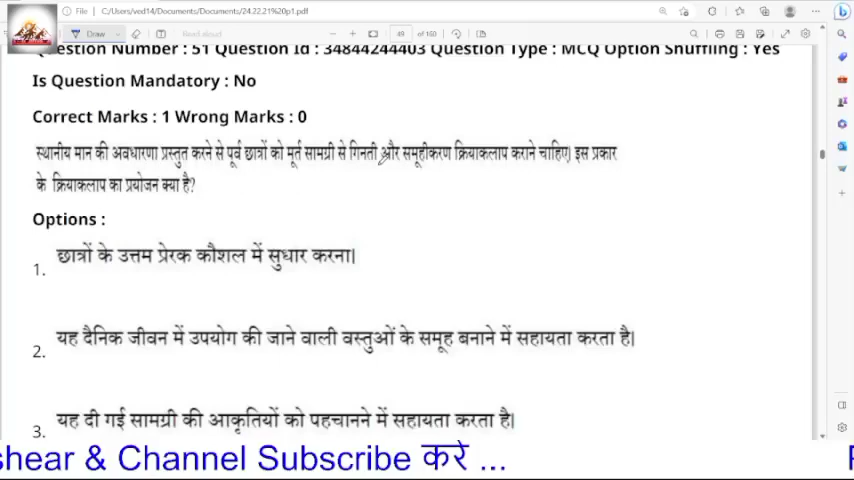 File | C:/Users/ved14/Documents/Documents/24.22.21%20p1.pdf
Draw
Read aloud
49 of 160
Question Number : 51 Question Id : 34844244403 Question Type : MCQ Option Shuffling : Yes
Is Question Mandatory : No
Correct Marks : 1 Wrong Marks : 0
स्थानीय मान की अवधारणा प्रस्तुत करने से पूर्व छात्रों को मूर्त सामग्री से गिनती और समूहीकरण क्रियाकलाप कराने चाहिए। इस प्रकार
के क्रियाकलाप का प्रयोजन क्या है?
Options :
1. छात्रों के उत्तम प्रेरक कौशल में सुधार करना।
2. यह दैनिक जीवन में उपयोग की जाने वाली वस्तुओं के समूह बनाने में सहायता करता है।
3. यह दी गई सामग्री की आकृतियों को पहचानने में सहायता करता है।
shear & Channel Subscribe करे ...